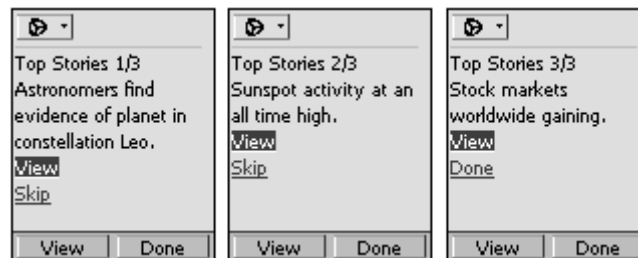 Top Stories 1/3
Astronomers find
evidence of planet in
constellation Leo.
View
Skip
View Done
Top Stories 2/3
Sunspot activity at an
all time high.
View
Skip
View Done
Top Stories 3/3
Stock markets
worldwide gaining.
View
Done
View Done